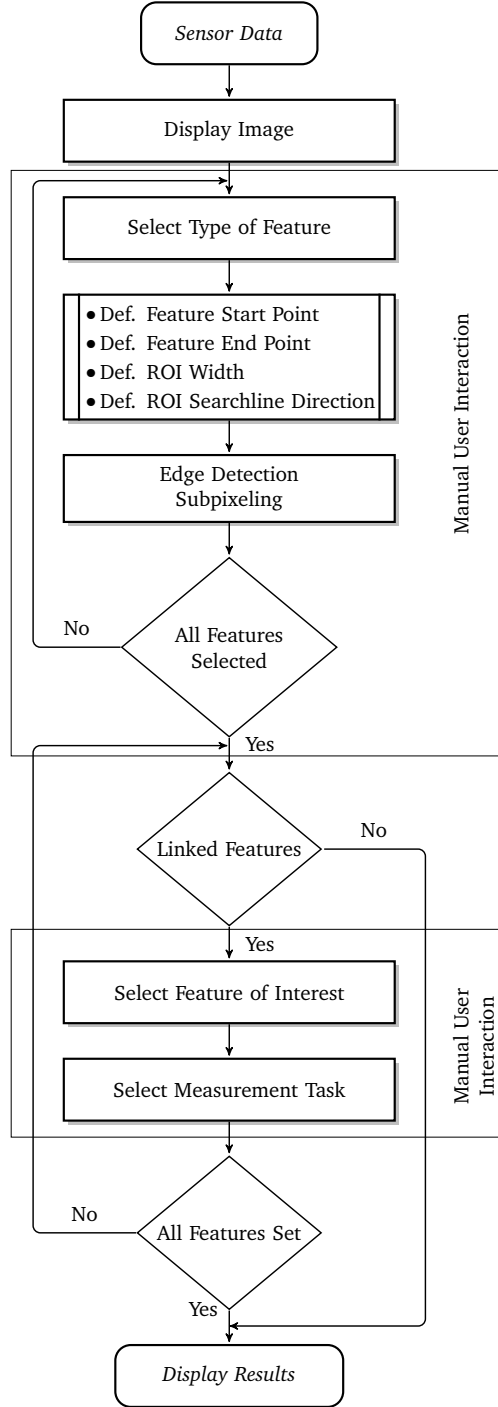 Sensor Data
Display Image
Select Type of Feature
• Def. Feature Start Point
• Def. Feature End Point
• Def. ROI Width
• Def. ROI Searchline Direction
Manual User Interaction
Edge Detection
Subpixeling
No
All Features
Selected
Yes
Linked Features
No
Yes
Select Feature of Interest
Manual User
Interaction
Select Measurement Task
No
All Features Set
Yes
Display Results